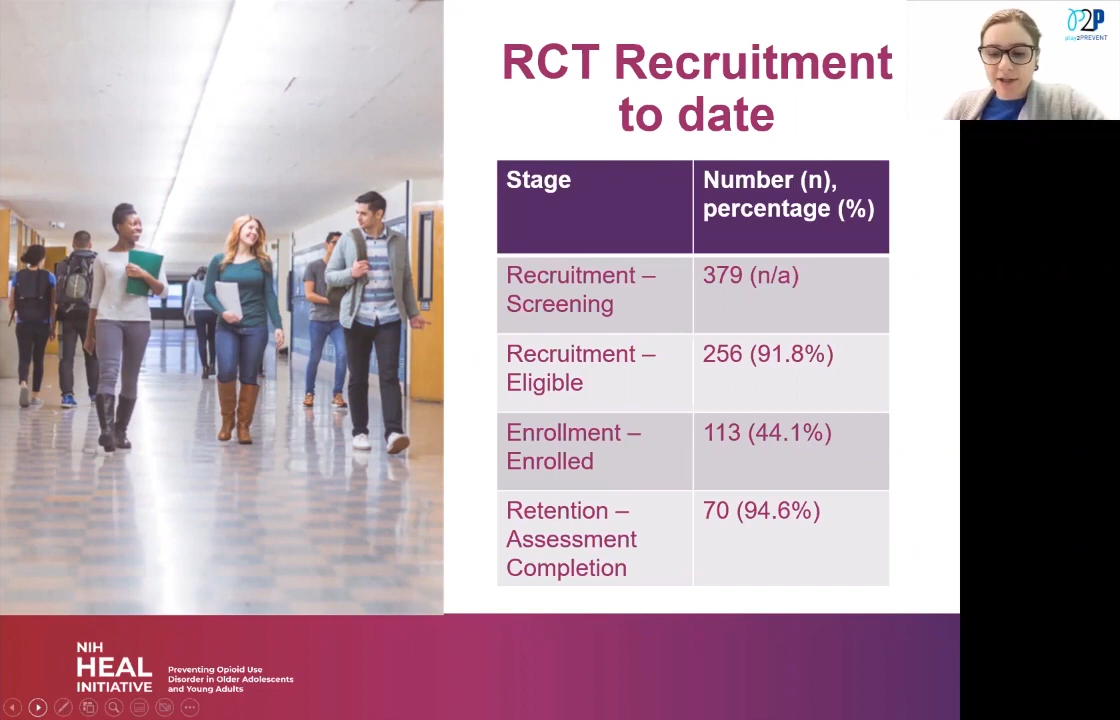 RCT Recruitment
to date
P2P
play2PREVENT
Stage
Number (n),
percentage (%)
Recruitment –
Screening
379 (n/a)
Recruitment –
Eligible
256 (91.8%)
Enrollment –
Enrolled
113 (44.1%)
Retention –
Assessment
Completion
70 (94.6%)
NIH
HEAL
INITIATIVE
Preventing Opioid Use
Disorder in Older Adolescents
and Young Adults